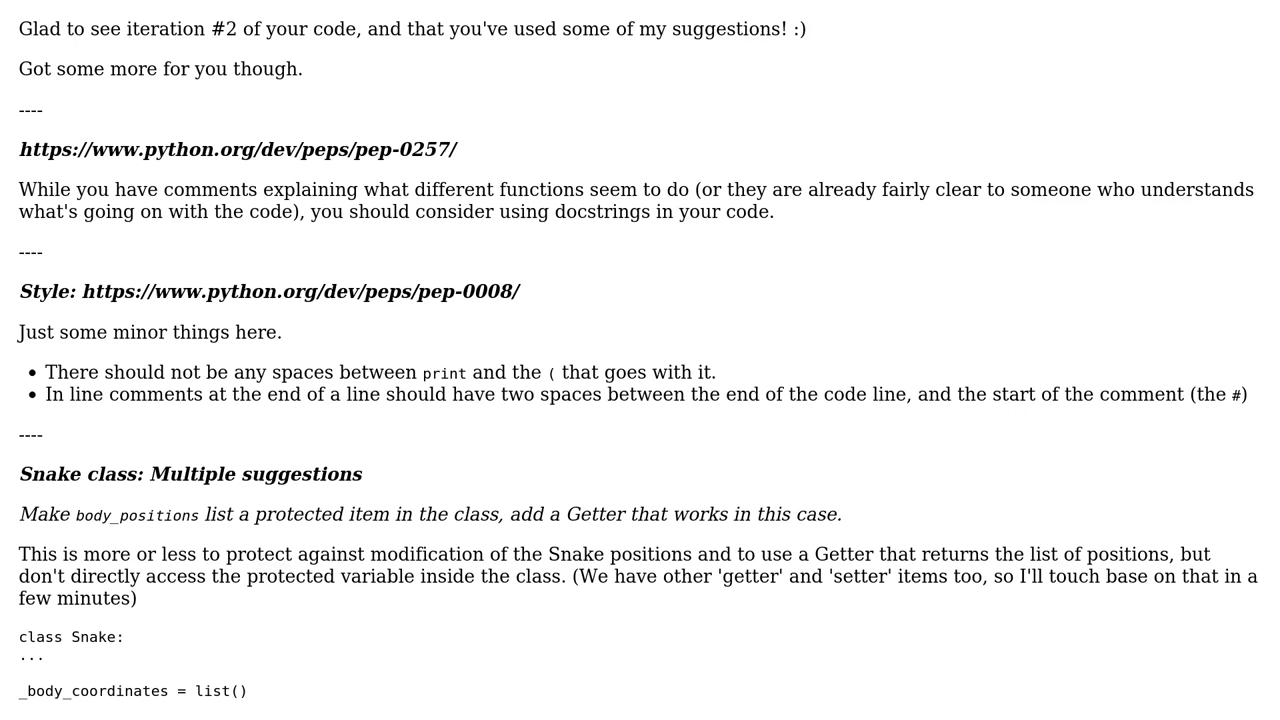 Glad to see iteration #2 of your code, and that you've used some of my suggestions! :)
Got some more for you though.
----
https://www.python.org/dev/peps/pep-0257/
While you have comments explaining what different functions seem to do (or they are already fairly clear to someone who understands
what's going on with the code), you should consider using docstrings in your code.
----
Style: https://www.python.org/dev/peps/pep-0008/
Just some minor things here.
• There should not be any spaces between print and the ( that goes with it.
• In line comments at the end of a line should have two spaces between the end of the code line, and the start of the comment (the #)
----
Snake class: Multiple suggestions
Make body_positions list a protected item in the class, add a Getter that works in this case.
This is more or less to protect against modification of the Snake positions and to use a Getter that returns the list of positions, but
don't directly access the protected variable inside the class. (We have other 'getter' and 'setter' items too, so I'll touch base on that in a
few minutes)
class Snake:
...
_body_coordinates = list()